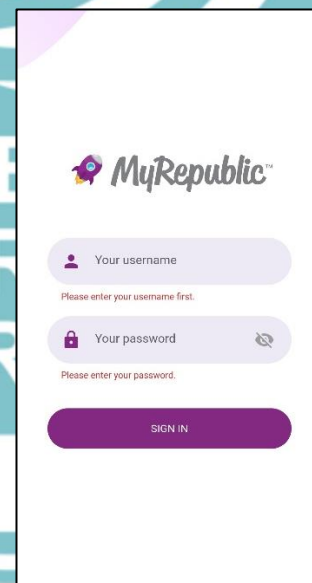 MyRepublic™
Your username
Please enter your username first.
Your password
Please enter your password.
SIGN IN